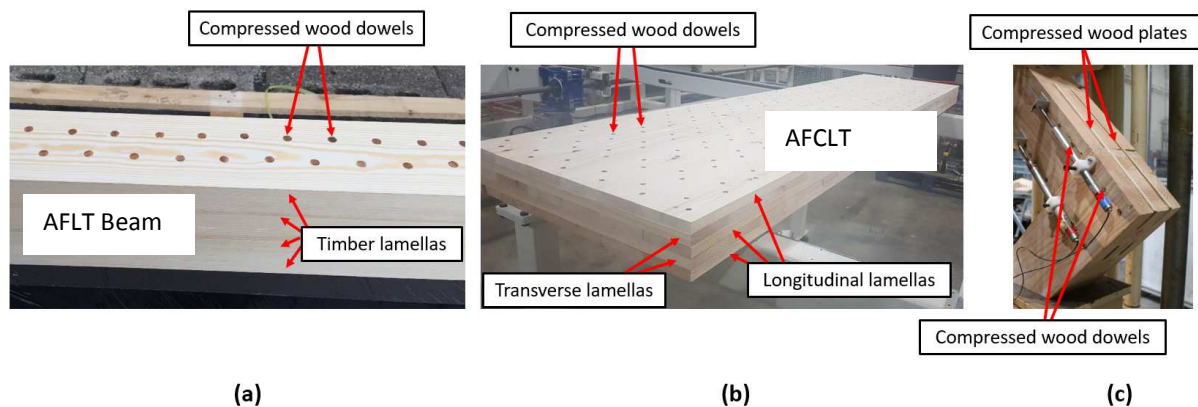 Compressed wood dowels
AFLT Beam
Timber lamellas
(a)
Compressed wood dowels
AFCLT
Transverse lamellas
Longitudinal lamellas
(b)
Compressed wood plates
Compressed wood dowels
(c)